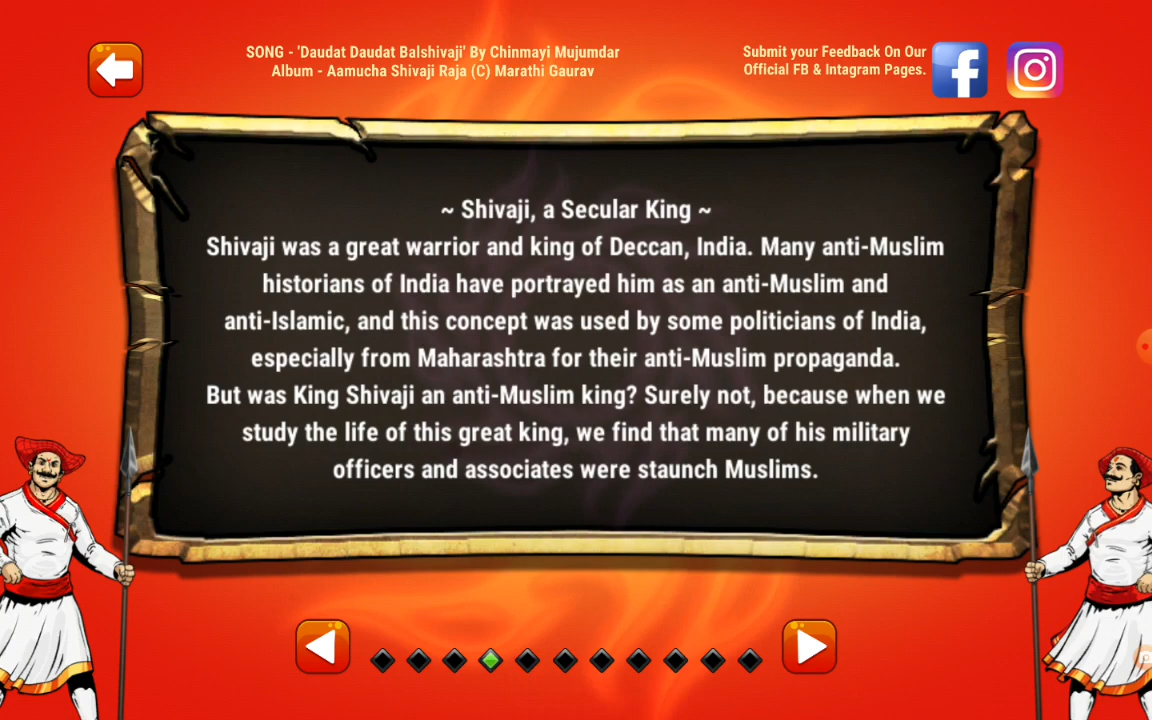 SONG - 'Daudat Daudat Balshivaji' By Chinmayi Mujumdar
Album - Aamucha Shivaji Raja (C) Marathi Gaurav
Submit your Feedback On Our
Official FB & Intagram Pages.
~ Shivaji, a Secular King ~
Shivaji was a great warrior and king of Deccan, India. Many anti-Muslim
historians of India have portrayed him as an anti-Muslim and
anti-Islamic, and this concept was used by some politicians of India,
especially from Maharashtra for their anti-Muslim propaganda.
But was King Shivaji an anti-Muslim king? Surely not, because when we
study the life of this great king, we find that many of his military
officers and associates were staunch Muslims.